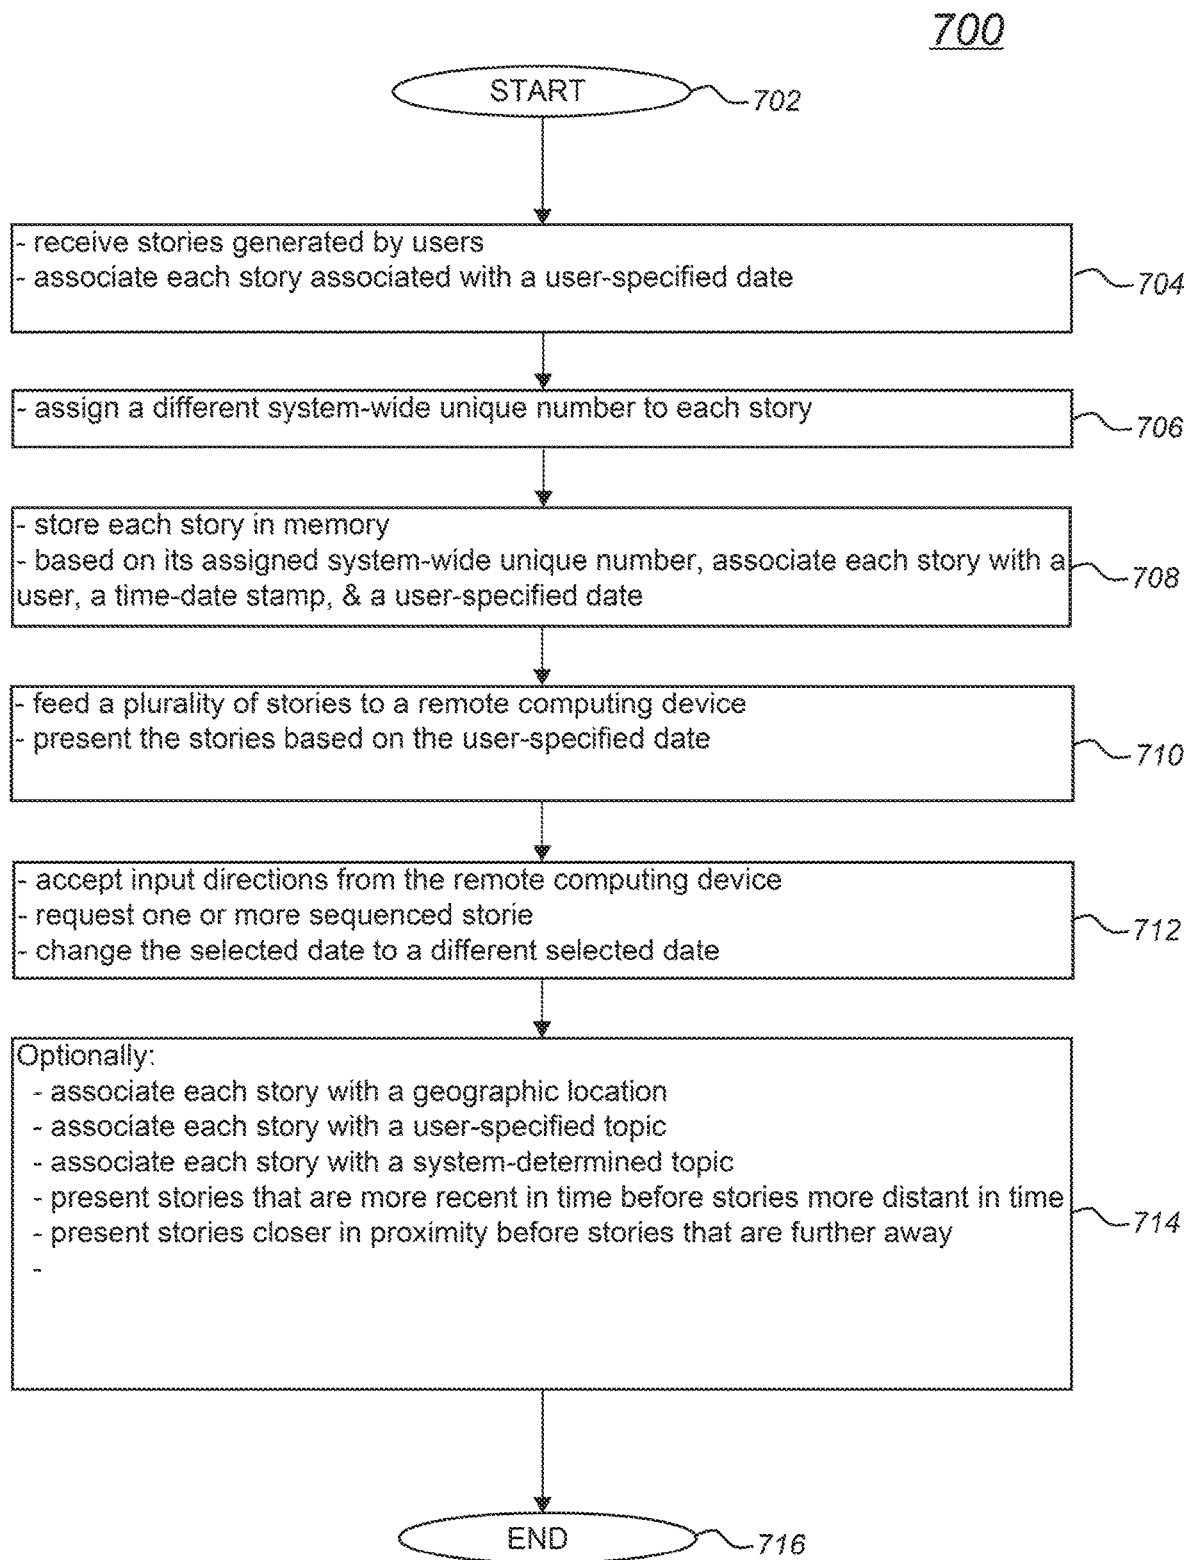 700
START
702
- receive stories generated by users
- associate each story associated with a user-specified date
704
- assign a different system-wide unique number to each story
706
- store each story in memory
- based on its assigned system-wide unique number, associate each story with a
user, a time-date stamp, & a user-specified date
708
- feed a plurality of stories to a remote computing device
- present the stories based on the user-specified date
710
- accept input directions from the remote computing device
- request one or more sequenced storie
- change the selected date to a different selected date
712
Optionally:
- associate each story with a geographic location
- associate each story with a user-specified topic
- associate each story with a system-determined topic
- present stories that are more recent in time before stories more distant in time
- present stories closer in proximity before stories that are further away
-
714
END
716